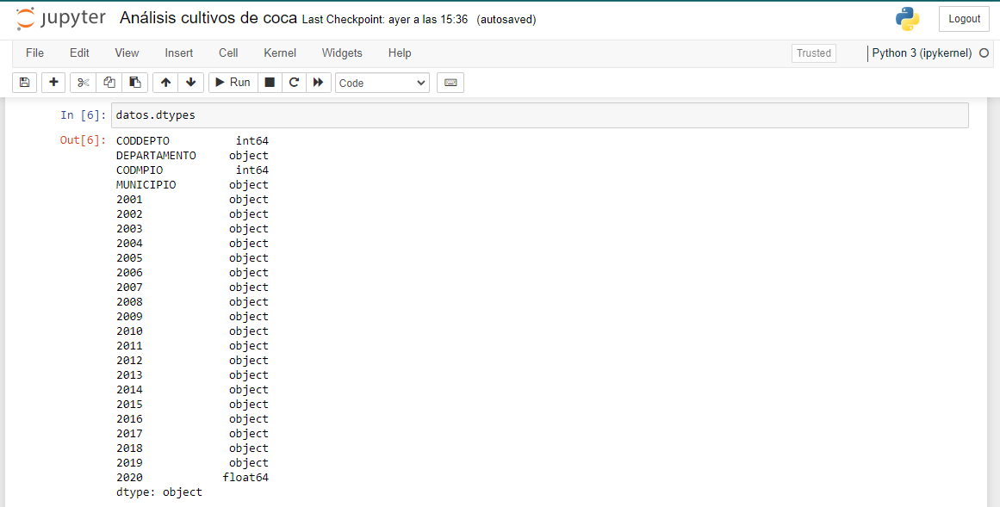 jupyter Análisis cultivos de coca Last Checkpoint: ayer a las 15:36 (autosaved) Logout
File Edit View Insert Cell Kernel Widgets Help Trusted Python 3 (ipykernel)
Run Code
In [6]: datos.dtypes
Out[6]: CODDEPTO int64
DEPARTAMENTO object
CODMPIO int64
MUNICIPIO object
2001 object
2002 object
2003 object
2004 object
2005 object
2006 object
2007 object
2008 object
2009 object
2010 object
2011 object
2012 object
2013 object
2014 object
2015 object
2016 object
2017 object
2018 object
2019 object
2020 float64
dtype: object